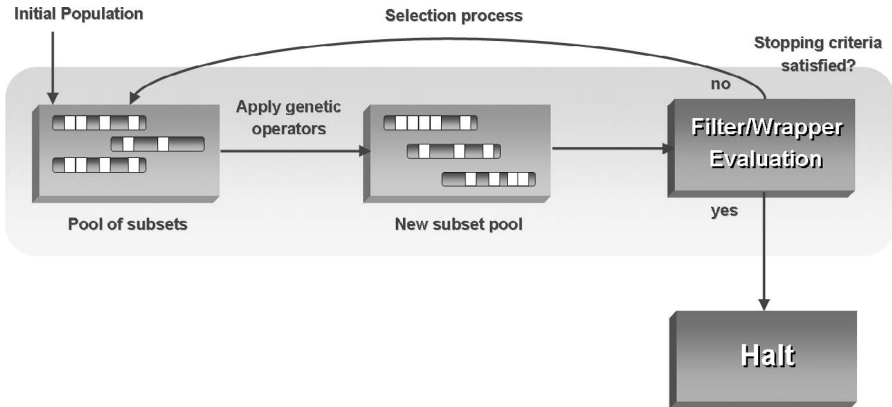 Initial Population
Selection process
Stopping criteria
satisfied?
no
Apply genetic
operators
Filter/Wrapper
Evaluation
Pool of subsets
New subset pool
yes
Halt